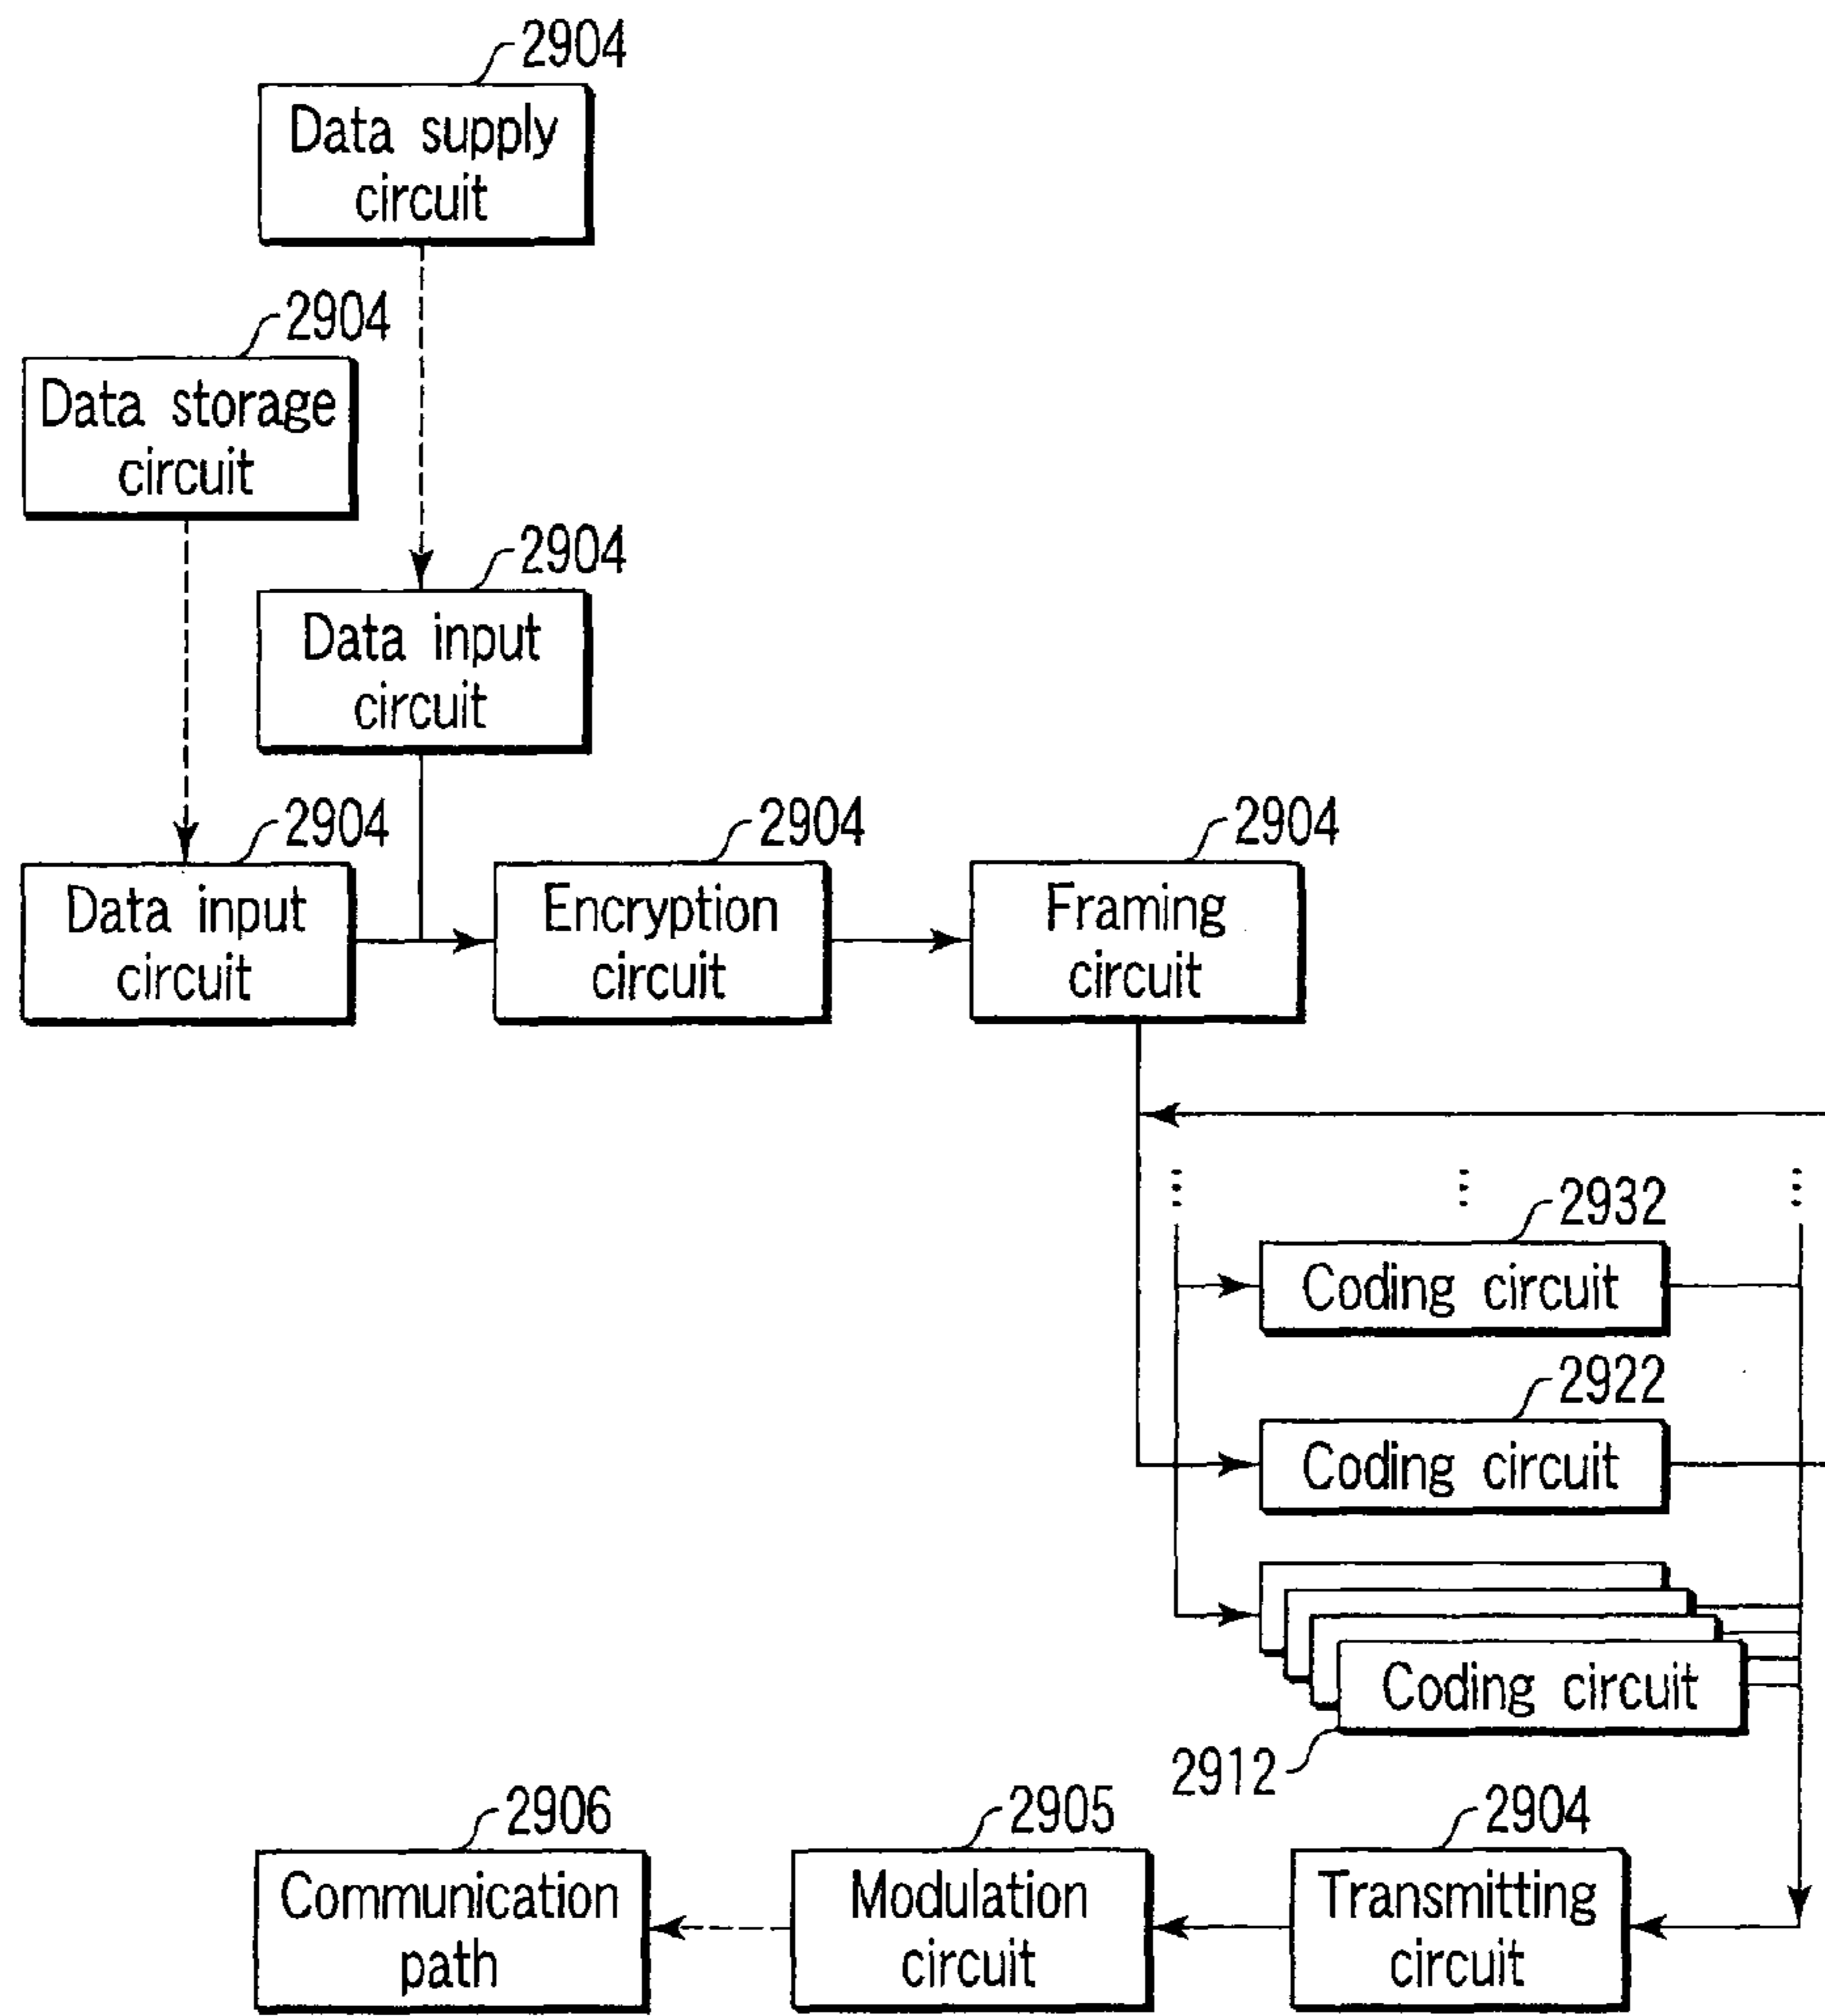 2904
Data supply
circuit
2904
Data storage
circuit
2904
Data input
circuit
2904
Data input
circuit
2904
Encryption
circuit
2904
Framing
circuit
2932
Coding circuit
2922
Coding circuit
Coding circuit
2912
2906
Communication
path
2905
Modulation
circuit
2904
Transmitting
circuit